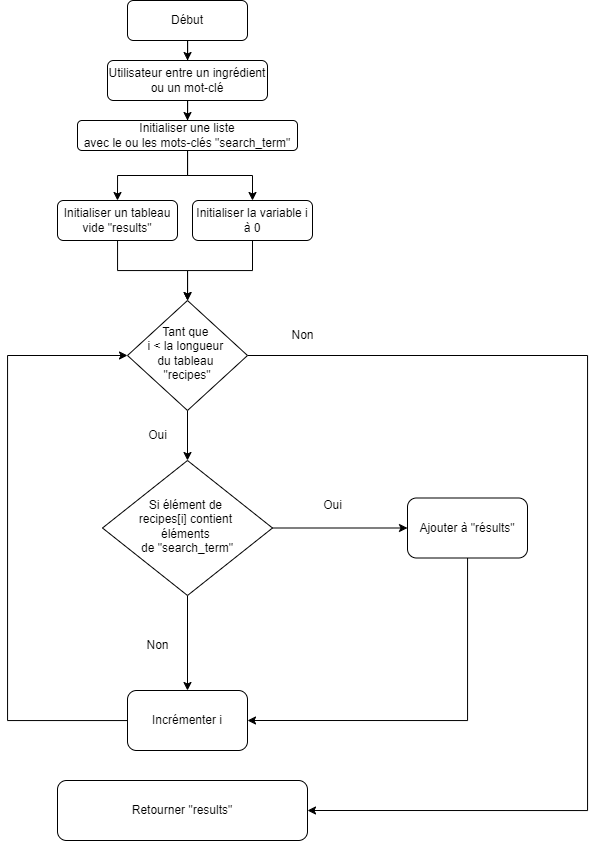 Début
Utilisateur entre un ingrédient
ou un mot-clé
Initialiser une liste
avec le ou les mots-clés "search_term"
Initialiser un tableau
vide "results"
Initialiser la variable i
à 0
Tant que
i < la longueur
du tableau
"recipes"
Non
Oui
Si élément de
recipes[i] contient
éléments
de "search_term"
Oui
Ajouter à "résults"
Non
Incrémenter i
Retourner "results"